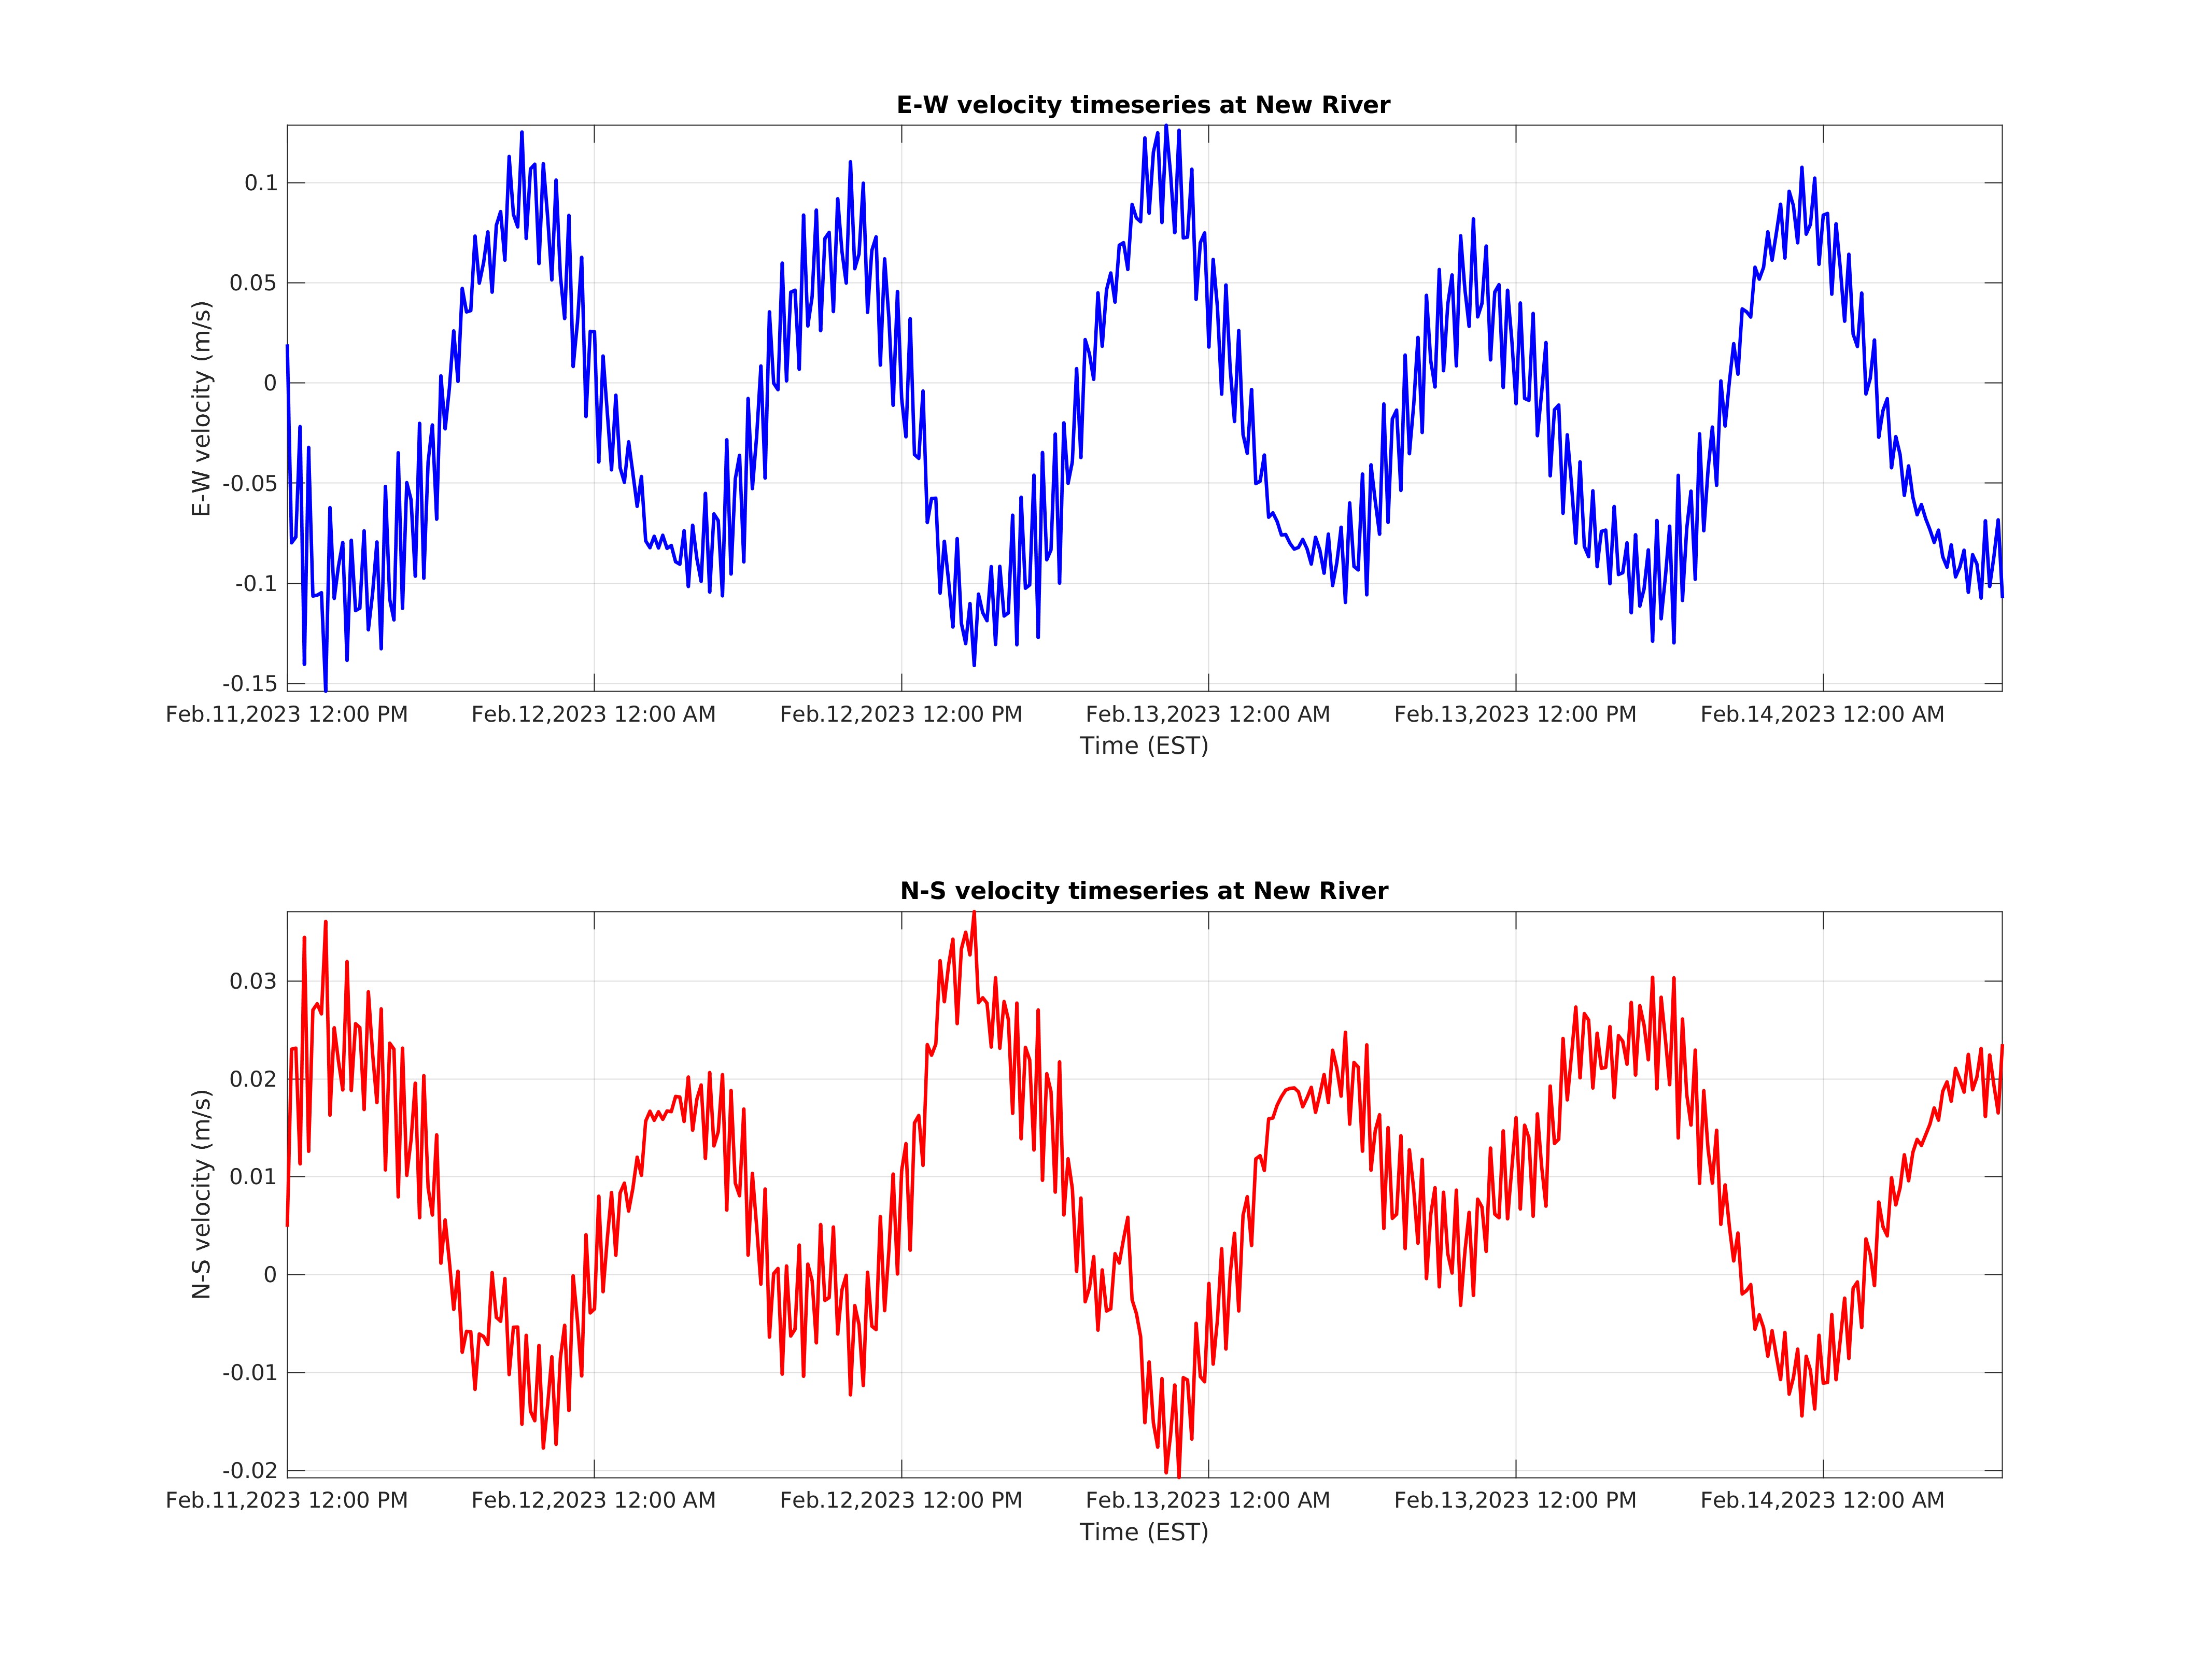 E-W velocity timeseries at New River
E-W velocity (m/s)
0.1
0.05
0
-0.05
-0.1
-0.15
Feb.11,2023 12:00 PM Feb.12,2023 12:00 AM Feb.12,2023 12:00 PM Feb.13,2023 12:00 AM Feb.13,2023 12:00 PM Feb.14,2023 12:00 AM
Time (EST)
N-S velocity timeseries at New River
N-S velocity (m/s)
0.03
0.02
0.01
0
-0.01
-0.02
Feb.11,2023 12:00 PM Feb.12,2023 12:00 AM Feb.12,2023 12:00 PM Feb.13,2023 12:00 AM Feb.13,2023 12:00 PM Feb.14,2023 12:00 AM
Time (EST)